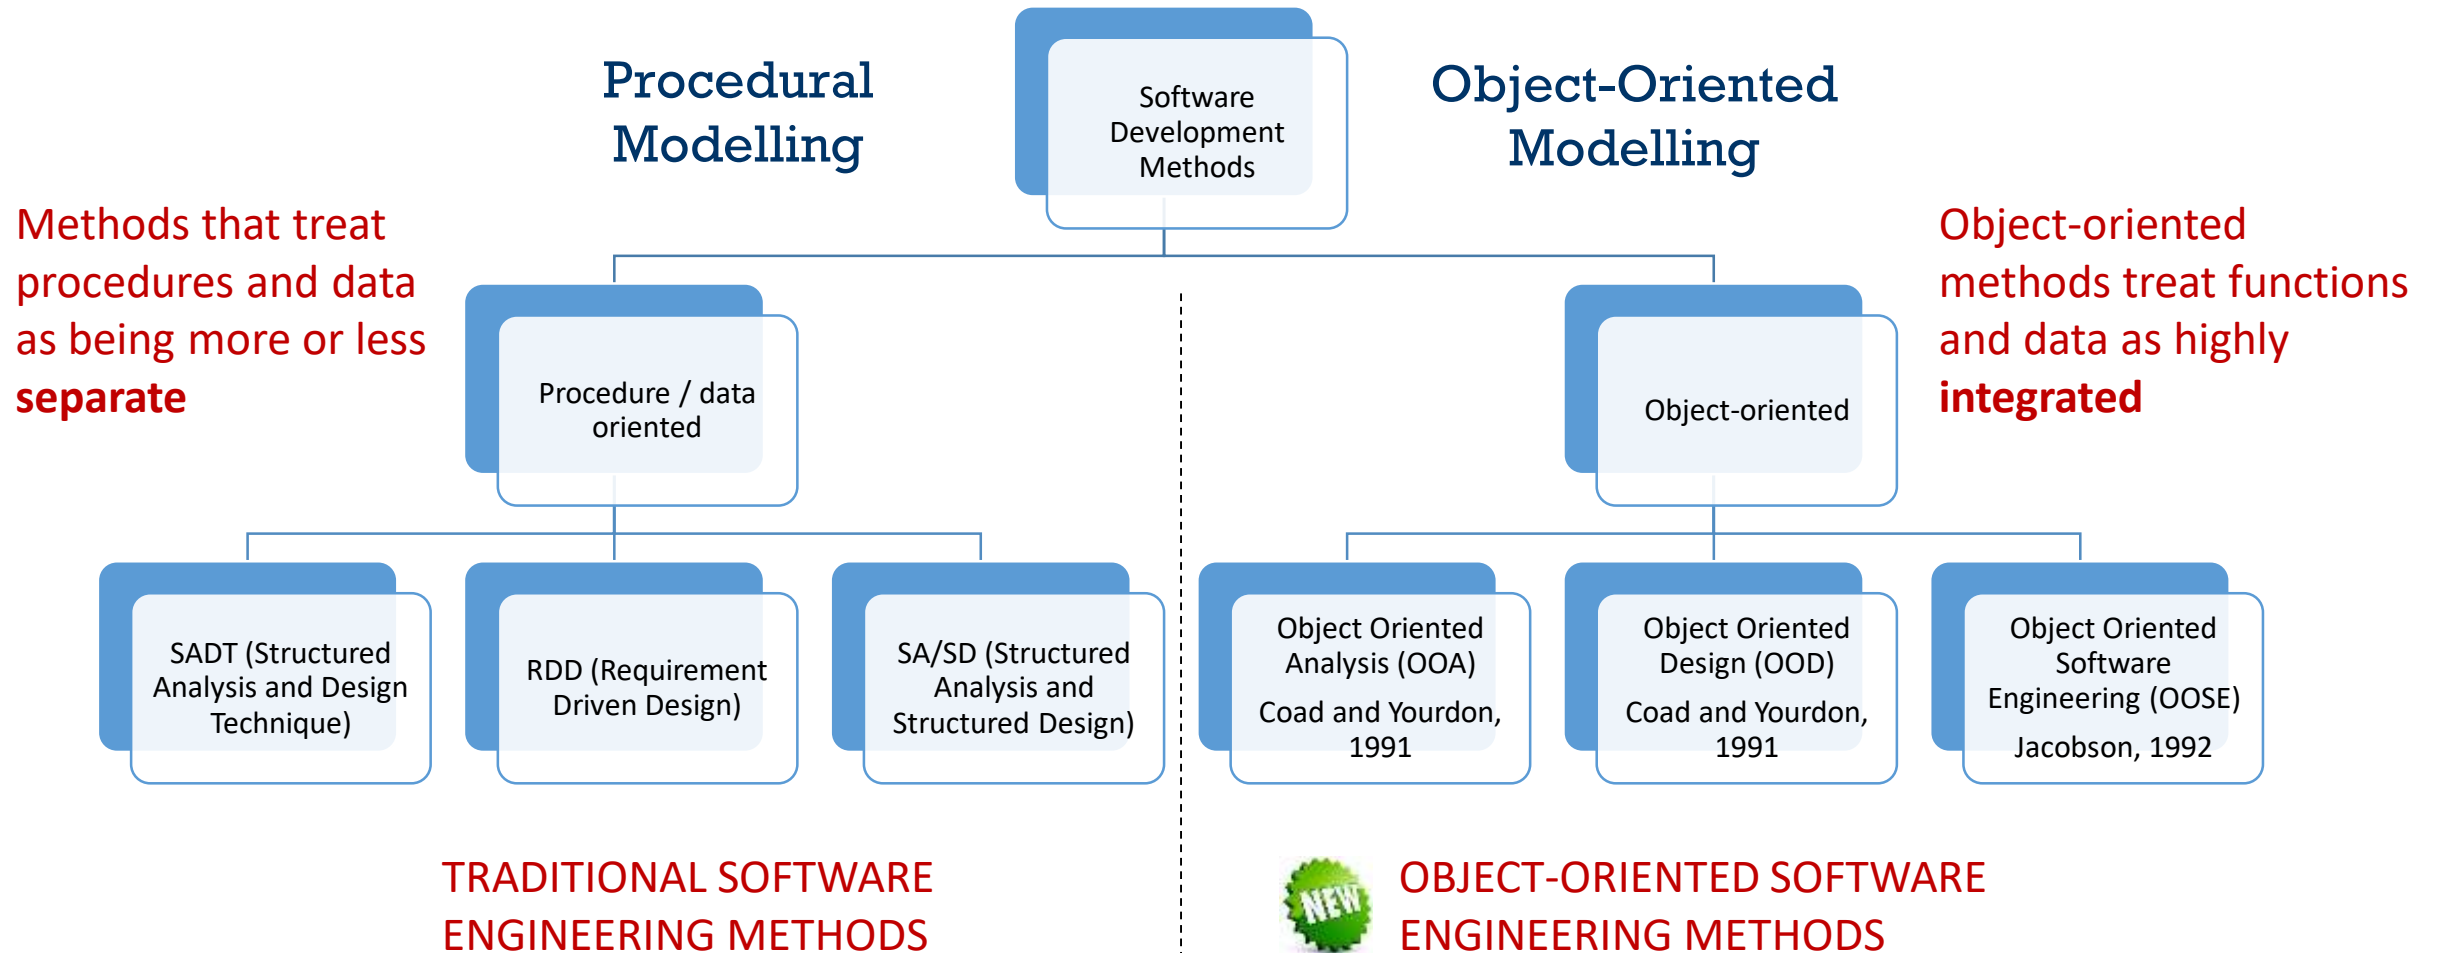 Procedural
Modelling
Software
Development
Methods
Object-Oriented
Modelling
Methods that treat
procedures and data
as being more or less
separate
Object-oriented
methods treat functions
and data as highly
integrated
Procedure / data
oriented
Object-oriented
SADT (Structured
Analysis and Design
Technique)
RDD (Requirement
Driven Design)
SA/SD (Structured
Analysis and
Structured Design)
Object Oriented
Analysis (OOA)
Coad and Yourdon,
1991
Object Oriented
Design (OOD)
Coad and Yourdon,
1991
Object Oriented
Software
Engineering (OOSE)
Jacobson, 1992
TRADITIONAL SOFTWARE
ENGINEERING METHODS
NEW
OBJECT-ORIENTED SOFTWARE
ENGINEERING METHODS